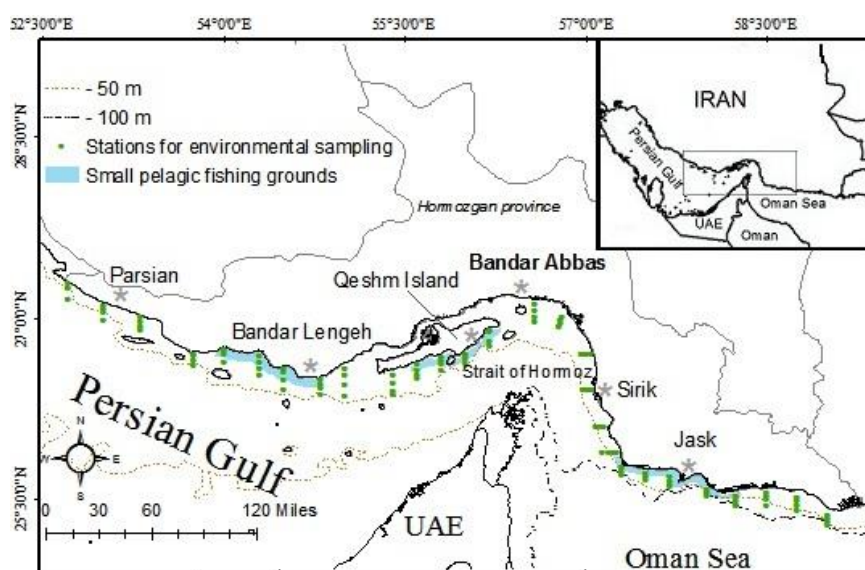 52°30'0"E 54°0'0"E 55°30'0"E 57°0'0"E 58°30'0"E
28°30'0"N
27°0'0"N
25°30'0"N
- 50 m
- 100 m
Stations for environmental sampling
Small pelagic fishing grounds
IRAN
Persian Gulf
Oman Sea
UAE
Oman
Hormozgan province
Parsian
Qeshm Island
Bandar Abbas
Bandar Lengeh
Strait of Hormoz
Sirik
Jask
Persian Gulf
N
W E
S
0 30 60 120 Miles
UAE
Oman Sea